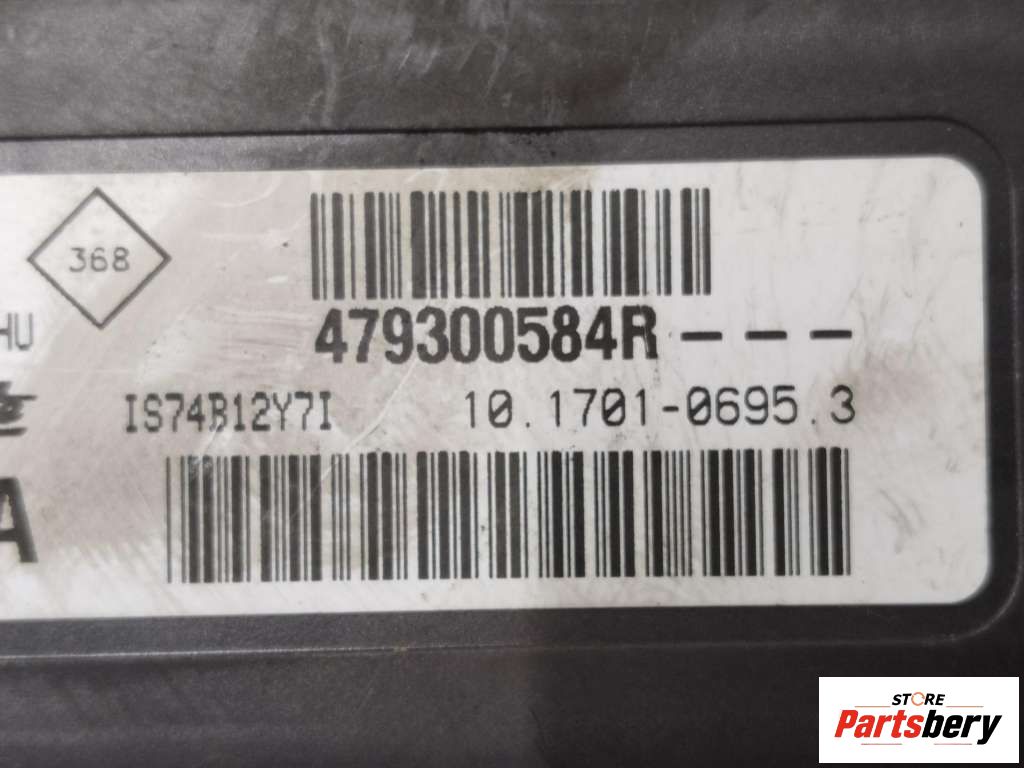 368
HU
479300584R - - -
IS74B12Y7I 10.1701-0695.3
A
STORE
Partsbery